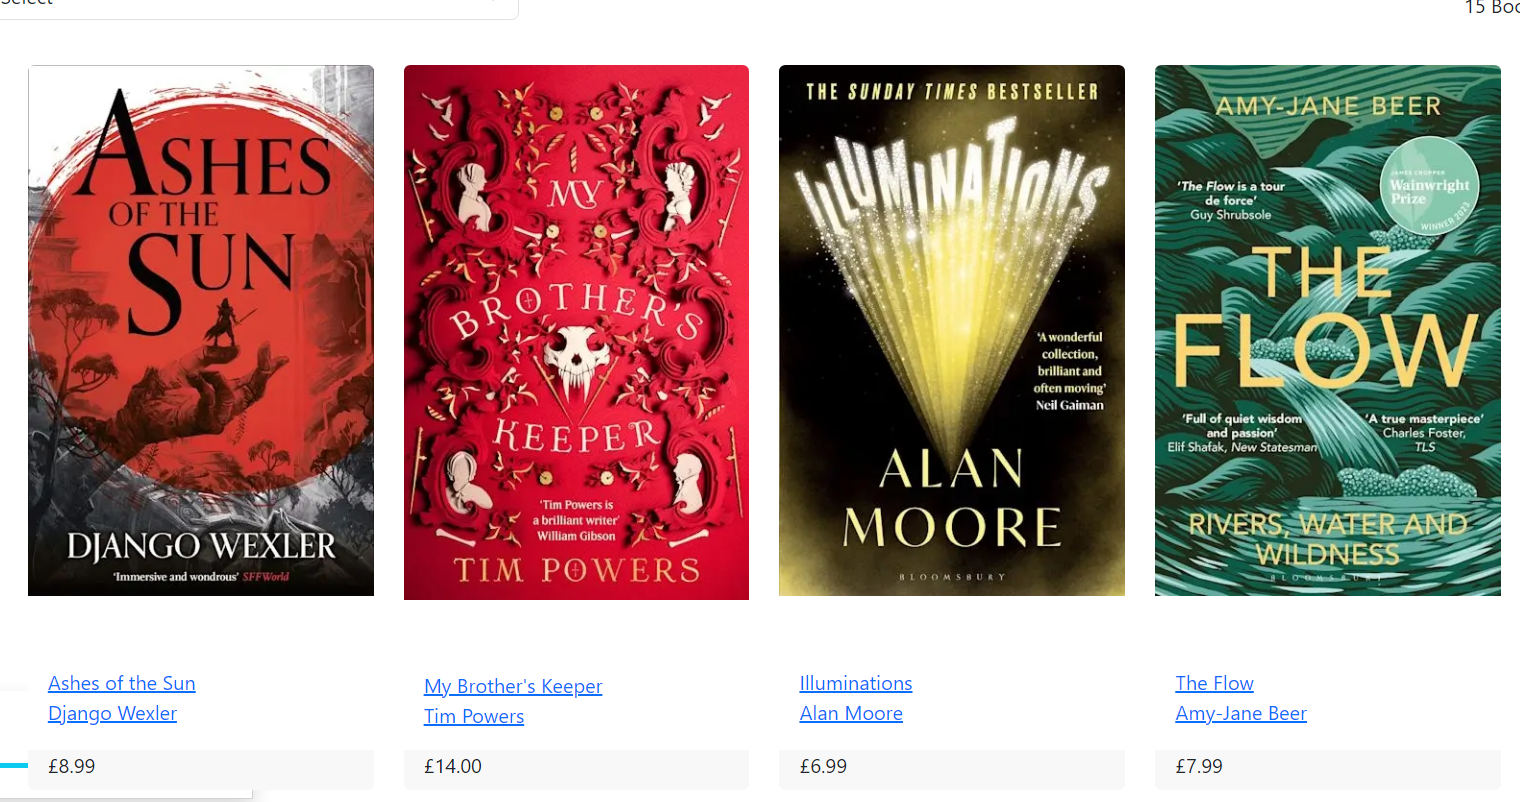 Select
15 Boo
ASHES
OF THE
SUN
DJANGO WEXLER
'Immersive and wondrous' SFFWorld
MY
BROTHER'S
KEEPER
'Tim Powers is
a brilliant writer'
William Gibson
TIM POWERS
THE SUNDAY TIMES BESTSELLER
ILLUMINATIONS
'A wonderful
collection,
brilliant and
often moving'
Neil Gaiman
ALAN
MOORE
BLOOMSBURY
AMY-JANE BEER
'The Flow is a tour
de force'
Guy Shrubsole
JAMES CROPPER
Wainwright
Prize
WINNER 2023
THE
FLOW
'Full of quiet wisdom
and passion'
Elif Shafak, New Statesman
'A true masterpiece'
Charles Foster,
TLS
RIVERS, WATER AND
WILDNESS
BLOOMSBURY
Ashes of the Sun
Django Wexler
£8.99
My Brother's Keeper
Tim Powers
£14.00
Illuminations
Alan Moore
£6.99
The Flow
Amy-Jane Beer
£7.99